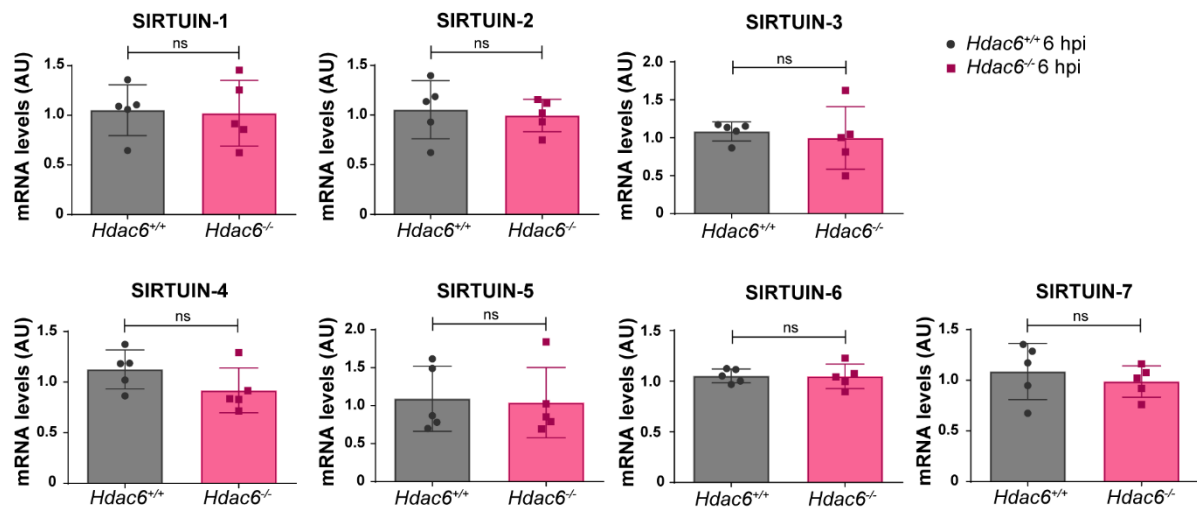 SIRTUIN-1
ns
mRNA levels (AU)
1.5
1.0
0.5
0
Hdac6+/+
Hdac6-/-
SIRTUIN-2
ns
mRNA levels (AU)
1.5
1.0
0.5
0
Hdac6+/+
Hdac6-/-
SIRTUIN-3
ns
mRNA levels (AU)
2.0
1.5
1.0
0.5
0
Hdac6+/+
Hdac6-/-
Hdac6+/+ 6 hpi
Hdac6-/- 6 hpi
SIRTUIN-4
ns
mRNA levels (AU)
1.5
1.0
0.5
0
Hdac6+/+
Hdac6-/-
SIRTUIN-5
ns
mRNA levels (AU)
2.0
1.5
1.0
0.5
0
Hdac6+/+
Hdac6-/-
SIRTUIN-6
ns
mRNA levels (AU)
1.5
1.0
0.5
0
Hdac6+/+
Hdac6-/-
SIRTUIN-7
ns
mRNA levels (AU)
1.5
1.0
0.5
0
Hdac6+/+
Hdac6-/-